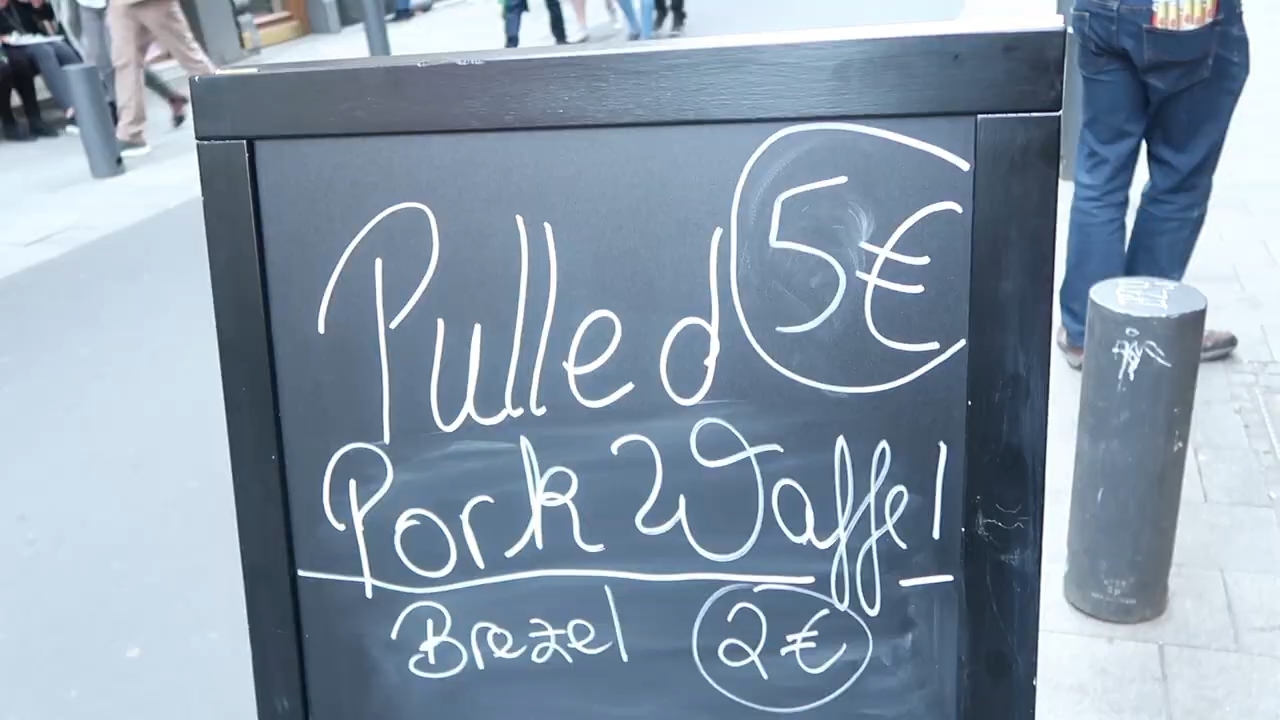 Pulled 5€
Pork Waffel
Brezel 2€